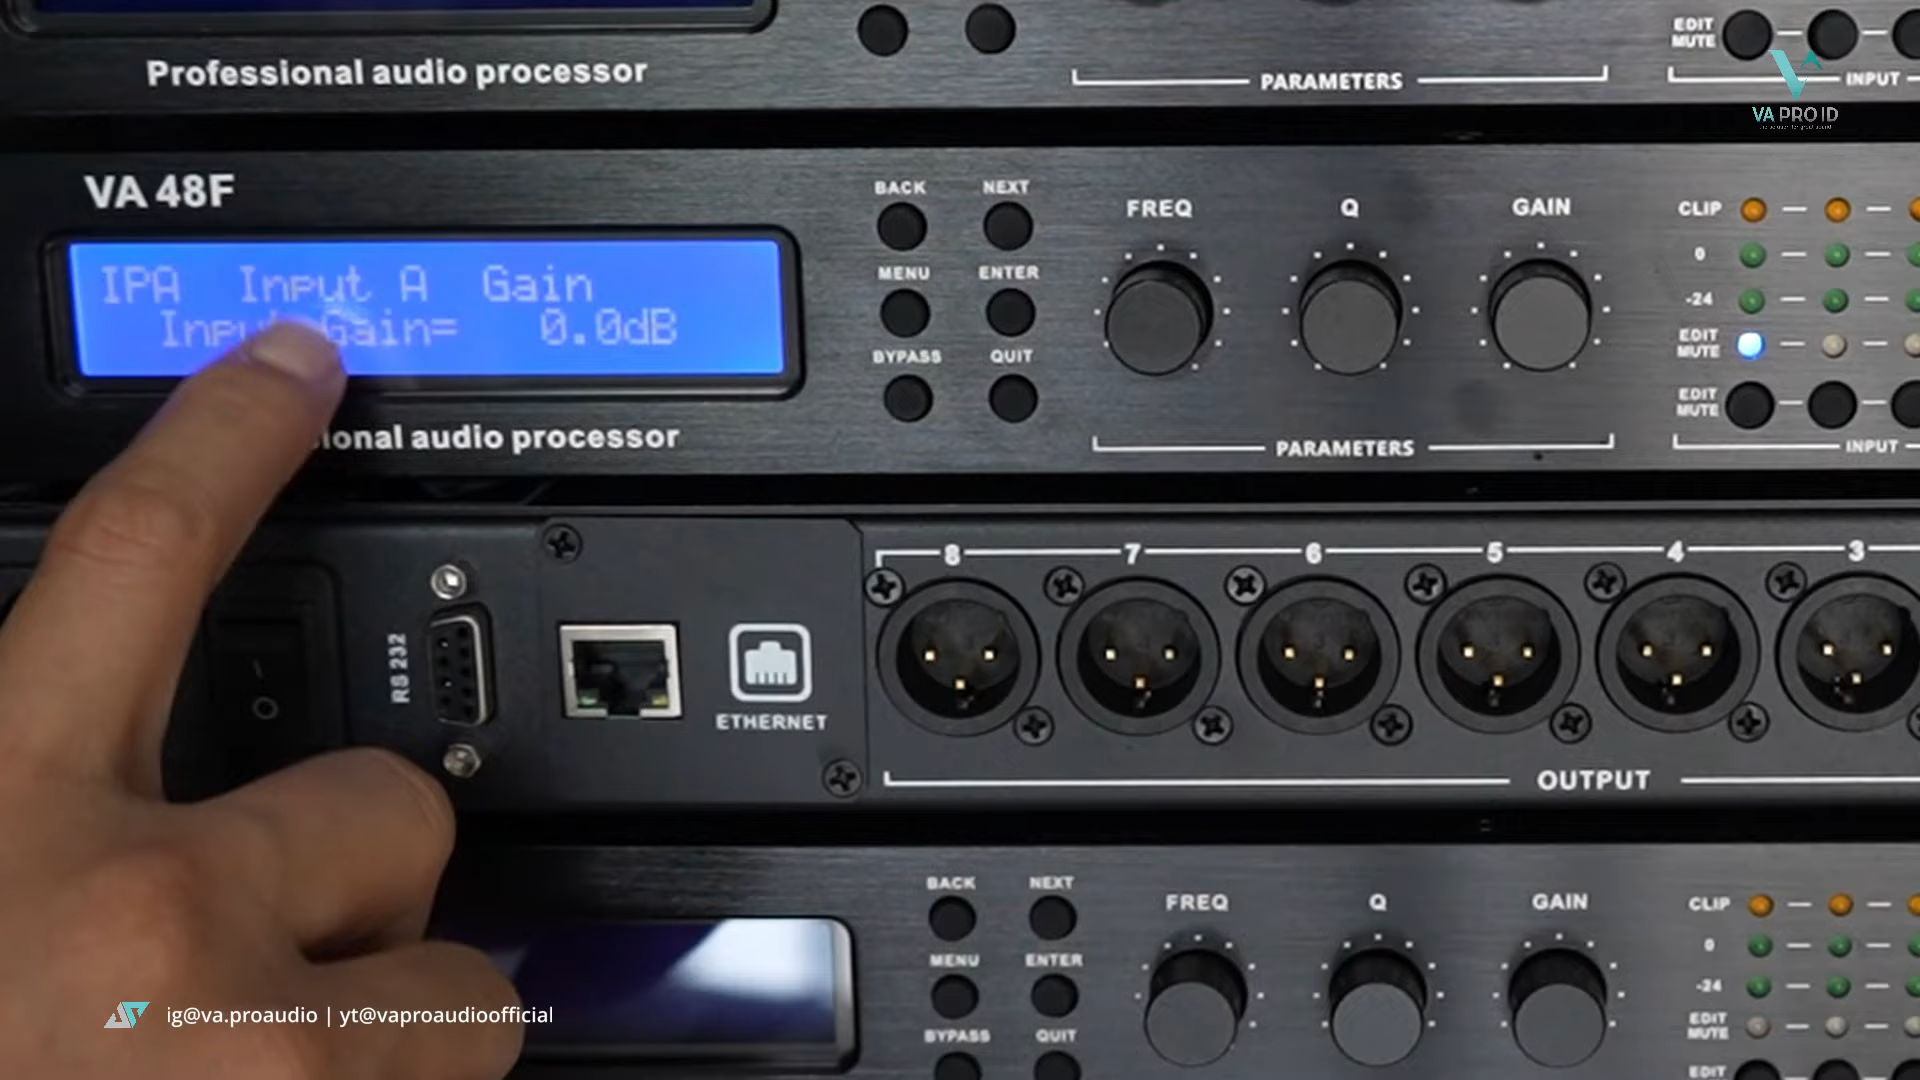 Professional audio processor
PARAMETERS
EDIT
MUTE
INPUT
VA PRO ID
VA 48F
IPA Input A Gain
Input Gain= 0.0dB
ional audio processor
BACK NEXT
MENU ENTER
BYPASS QUIT
FREQ Q GAIN
PARAMETERS
CLIP
0
-24
EDIT
MUTE
EDIT
MUTE
INPUT
RS 232
ETHERNET
8 7 6 5 4 3
OUTPUT
BACK NEXT
MENU ENTER
BYPASS QUIT
FREQ Q GAIN
CLIP
0
-24
EDIT
MUTE
EDIT
ig@va.proaudio | yt@vaproaudioofficial